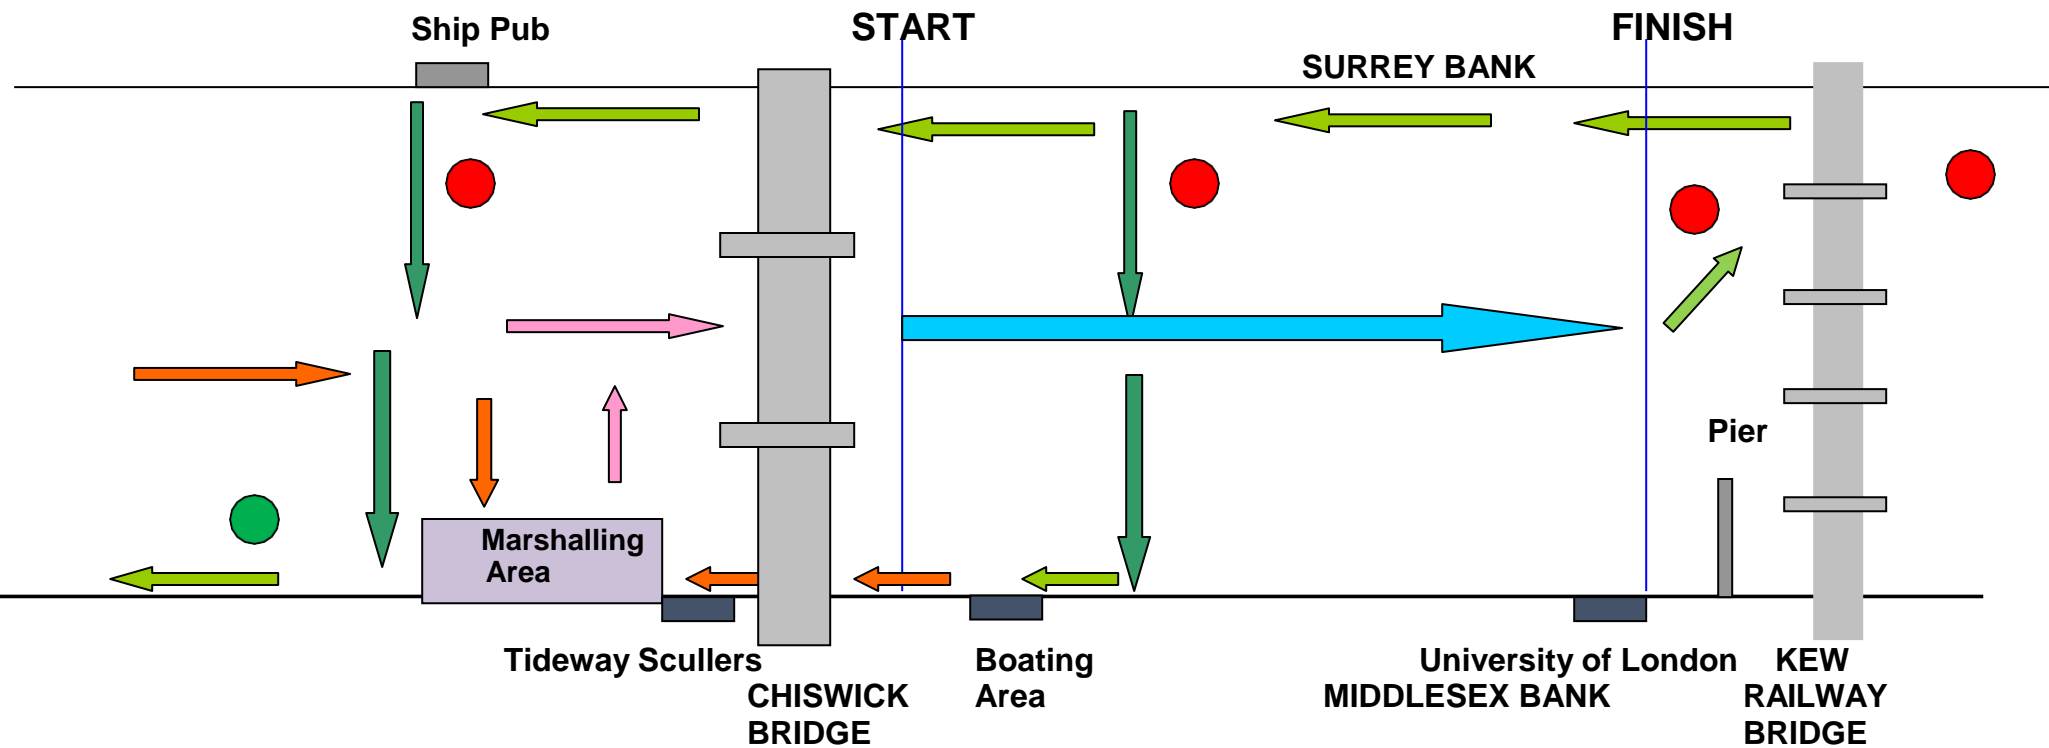 Ship Pub
START
FINISH
SURREY BANK
Pier
Marshalling
Area
Tideway Scullers
Boating
Area
University of London
KEW
RAILWAY
BRIDGE
CHISWICK
BRIDGE
MIDDLESEX BANK